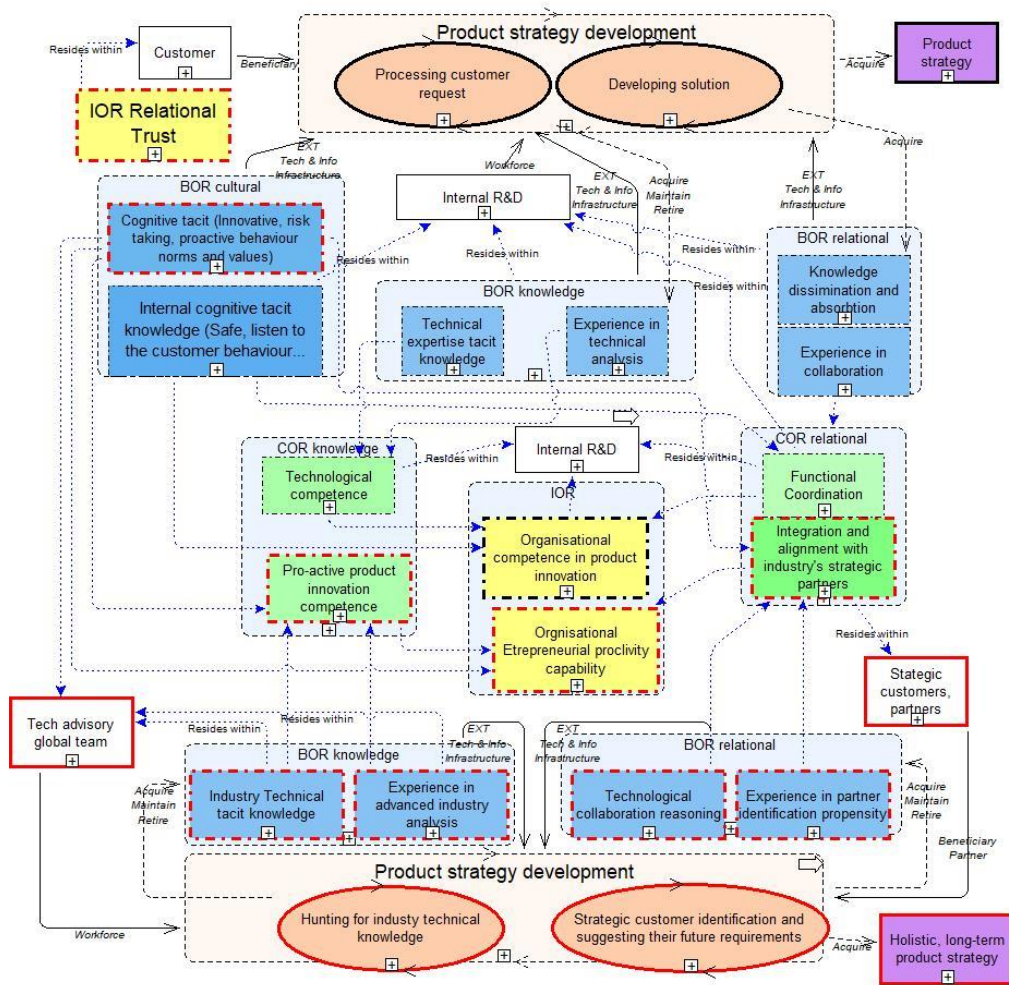 Product strategy development
Resides within
Customer
Beneficiary
Processing customer
request
Developing solution
Acquire
Product
strategy
IOR Relational
Trust
EXT
Tech & Info
Infrastructure
Workforce
EXT
Tech & Info
Infrastructure
Acquire
Maintain
Retire
EXT
Tech & Info
Infrastructure
Acquire
BOR cultural
Cognitive tacit (Innovative, risk
taking, proactive behaviour
norms and values)
Internal cognitive tacit
knowledge (Safe, listen to
the customer behaviour...
Internal R&D
Resides within
Resides within
Resides within
Resides within
BOR relational
Knowledge
dissimination and
absorbtion
Experience in
collaboration
BOR knowledge
Technical
expertise tacit
knowledge
Experience in
technical
analysis
COR knowledge
Technological
competence
Pro-active product
innovation
competence
Resides within
Internal R&D
Resides within
COR relational
Functional
Coordination
Integration and
alignment with
industry's strategic
partners
IOR
Organisational
competence in product
innovation
Orgnisational
Etrepreneurial proclivity
capability
Resides within
Stategic
customers,
partners
Tech advisory
global team
Resides within
Resides within
EXT
Tech & Info
Infrastructure
EXT
Tech & Info
Infrastructure
BOR knowledge
Industry Technical
tacit knowledge
Experience in
advanced industry
analysis
BOR relational
Technological
collaboration reasoning
Experience in partner
identification propensity
Acquire
Maintain
Retire
Acquire
Maintain
Retire
Beneficiary
Partner
Product strategy development
Hunting for industy technical
knowledge
Strategic customer identification and
suggesting their future requirements
Workforce
Acquire
Holistic, long-term
product strategy